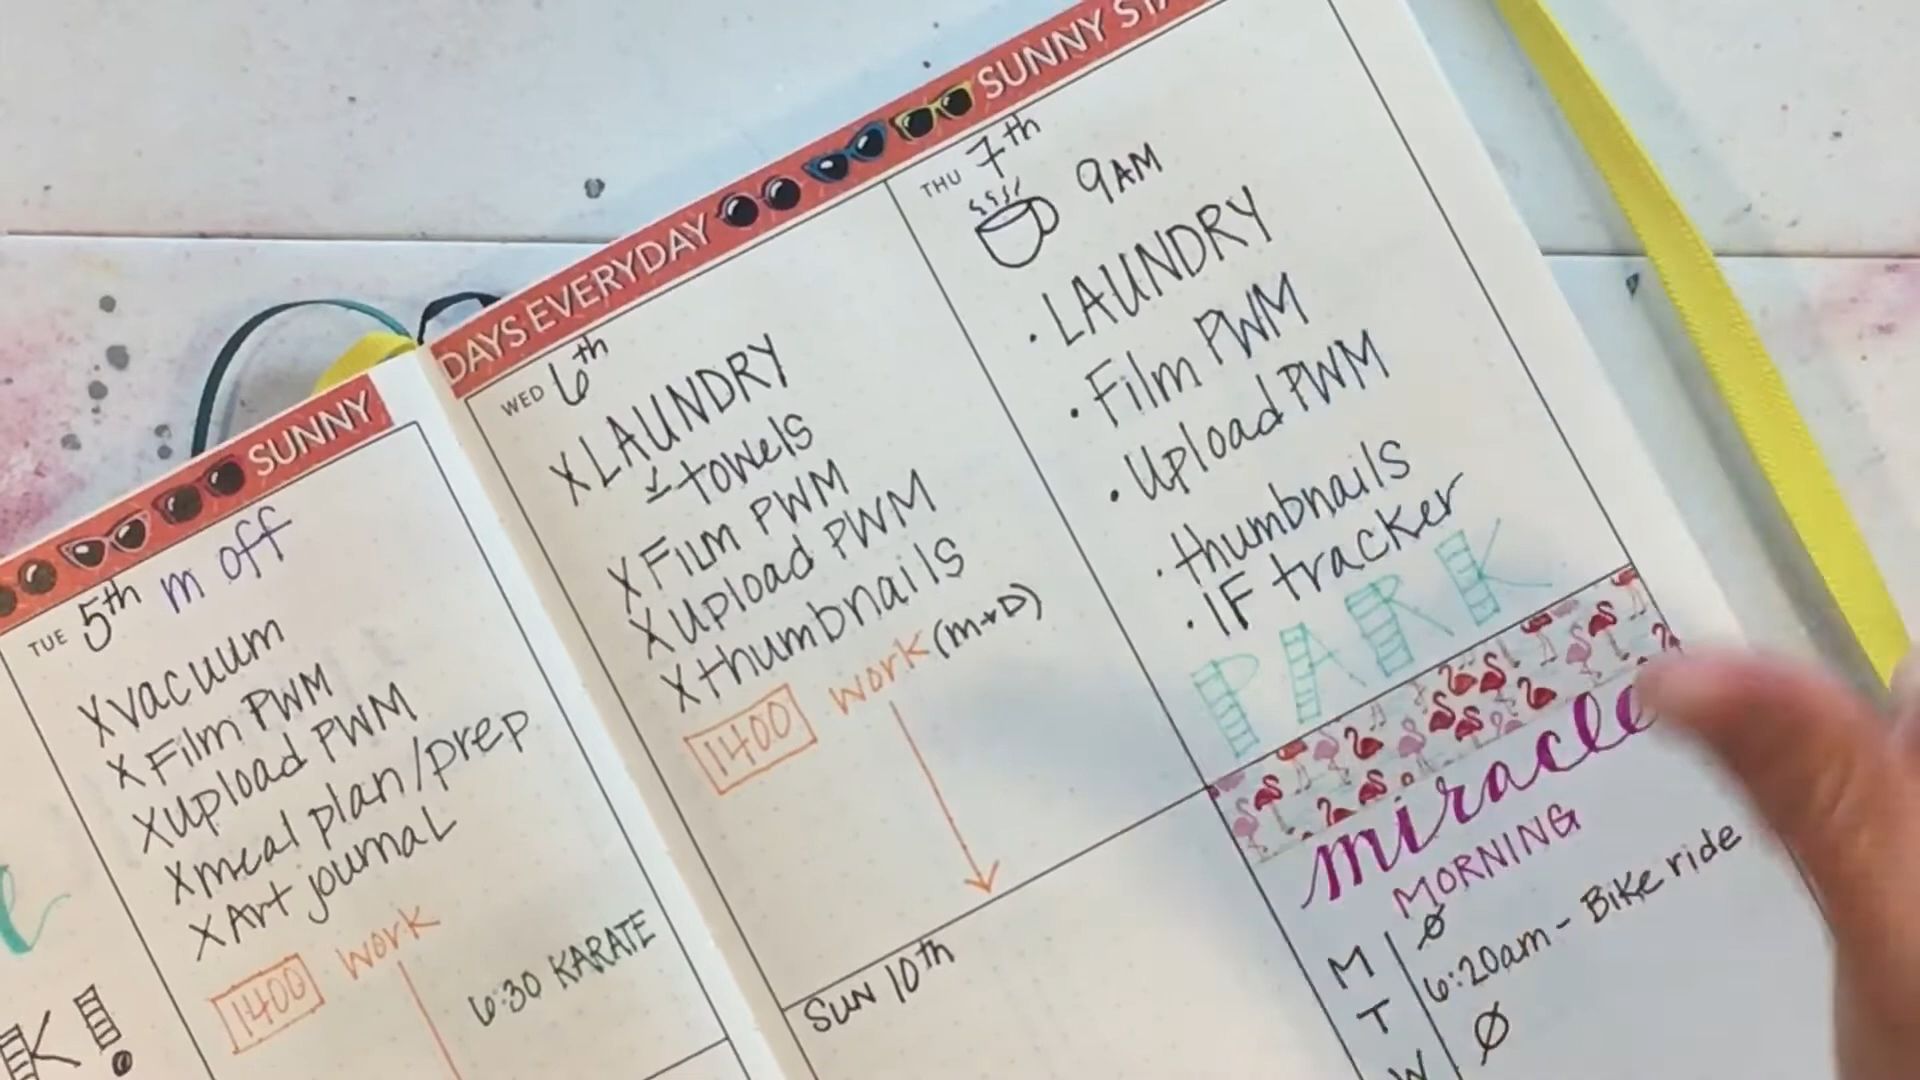 SUNNY
TUE 5th m off
x vacuum
x Film PWM
x Upload PWM
x meal plan/prep
x Art journal
1400 work
6:30 KARATE
K!
DAYS EVERYDAY SUNNY
WED 6th
x LAUNDRY
towels
x FILM PWM
x Upload PWM
x thumbnails
1400 work (m+D)
THU 7th
9AM
· LAUNDRY
· Film PWM
· Upload PWM
· thumbnails
· IF tracker
PARK
Sun 10th
miracle
MORNING
M Ø
T 6:20am - Bike ride
W Ø